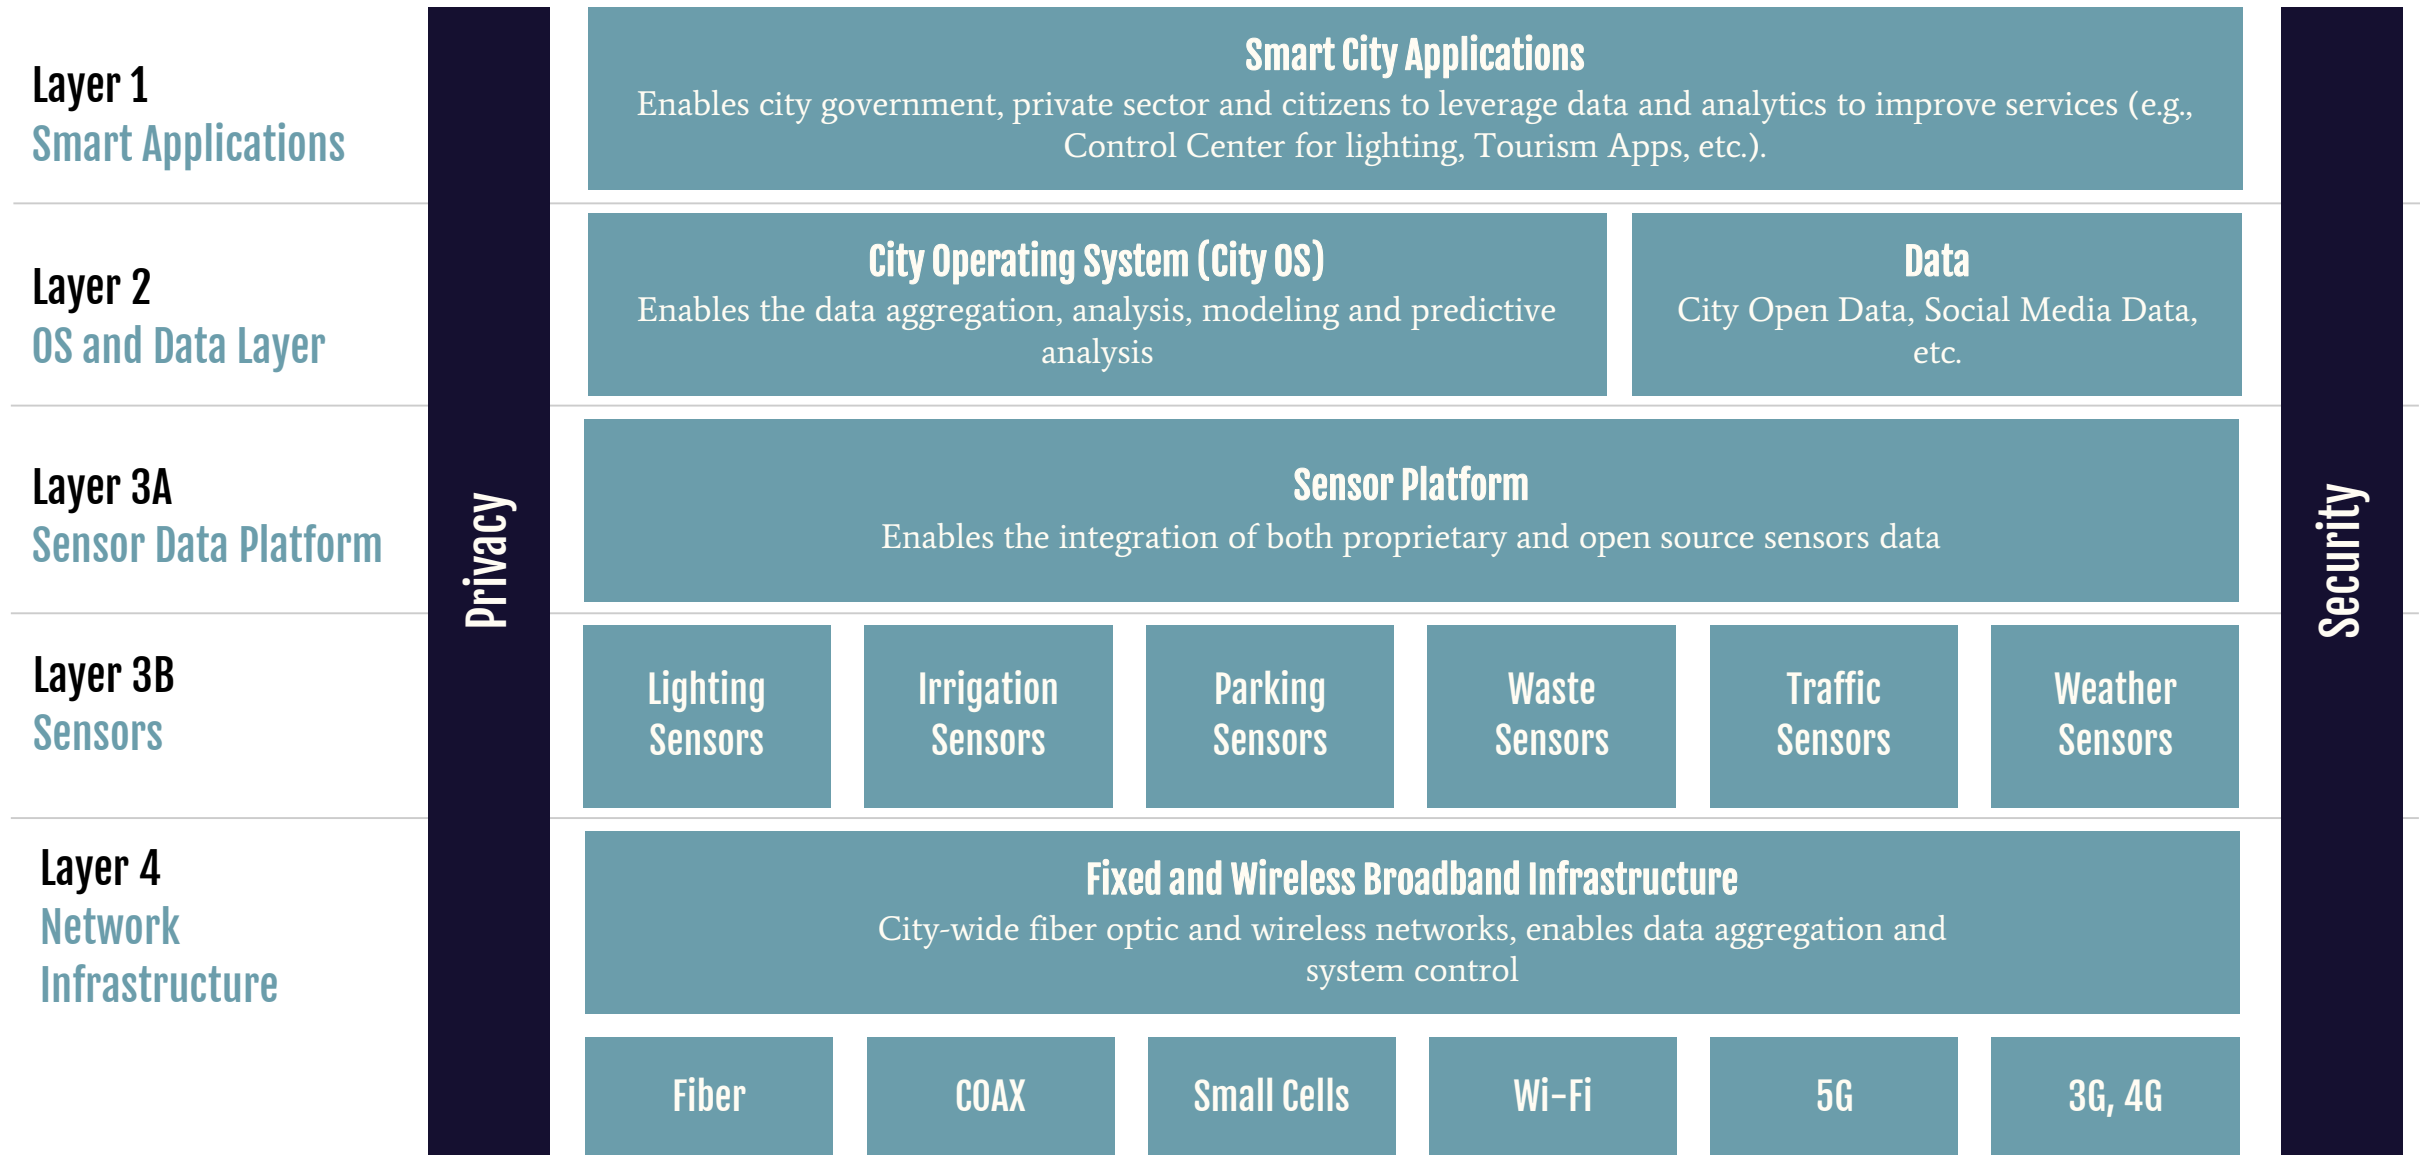 Layer 1
Smart Applications
Smart City Applications
Enables city government, private sector and citizens to leverage data and analytics to improve services (e.g.,
Control Center for lighting, Tourism Apps, etc.).
Layer 2
OS and Data Layer
City Operating System (City OS)
Enables the data aggregation, analysis, modeling and predictive
analysis
Data
City Open Data, Social Media Data,
etc.
Layer 3A
Sensor Data Platform
Sensor Platform
Enables the integration of both proprietary and open source sensors data
Privacy
Security
Layer 3B
Sensors
Lighting
Sensors
Irrigation
Sensors
Parking
Sensors
Waste
Sensors
Traffic
Sensors
Weather
Sensors
Layer 4
Network
Infrastructure
Fixed and Wireless Broadband Infrastructure
City-wide fiber optic and wireless networks, enables data aggregation and
system control
Fiber
COAX
Small Cells
Wi-Fi
5G
3G, 4G